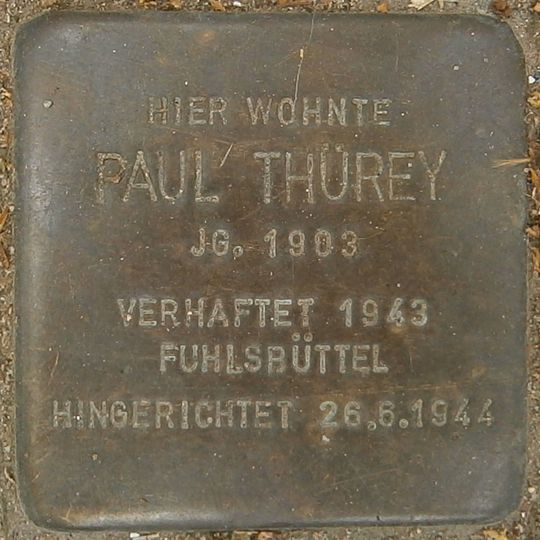 HIER WOHNTE
PAUL THÜREY
JG. 1903
VERHAFTET 1943
FUHLSBÜTTEL
HINGERICHTET 26.6.1944